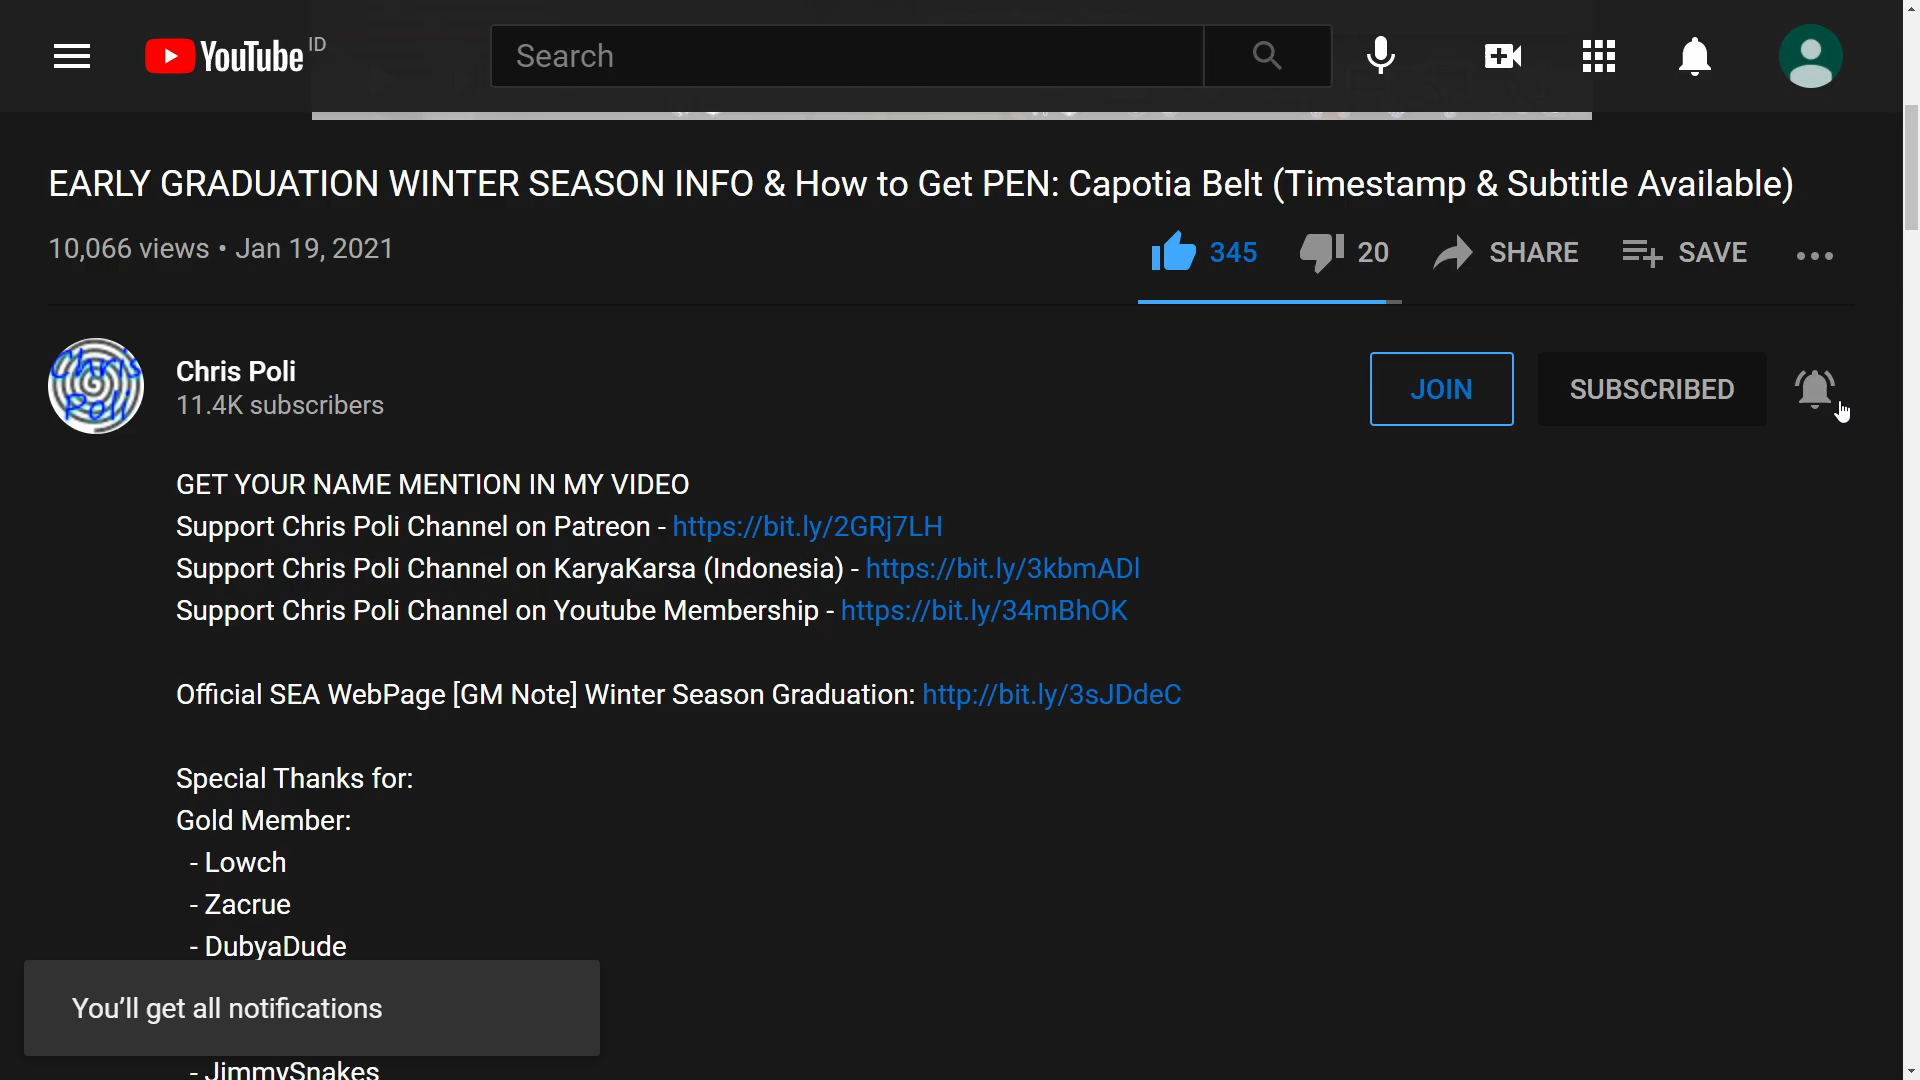 YouTube ID
Search
EARLY GRADUATION WINTER SEASON INFO & How to Get PEN: Capotia Belt (Timestamp & Subtitle Available)
10,066 views • Jan 19, 2021
345 20 SHARE SAVE
Chris Poli
Chris Poli
11.4K subscribers
JOIN SUBSCRIBED
GET YOUR NAME MENTION IN MY VIDEO
Support Chris Poli Channel on Patreon - https://bit.ly/2GRj7LH
Support Chris Poli Channel on KaryaKarsa (Indonesia) - https://bit.ly/3kbmADl
Support Chris Poli Channel on Youtube Membership - https://bit.ly/34mBhOK
Official SEA WebPage [GM Note] Winter Season Graduation: http://bit.ly/3sJDdeC
Special Thanks for:
Gold Member:
- Lowch
- Zacrue
- DubyaDude
You'll get all notifications
- JimmySnakes